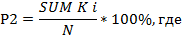 P2 = SUM K i / N * 100%, где